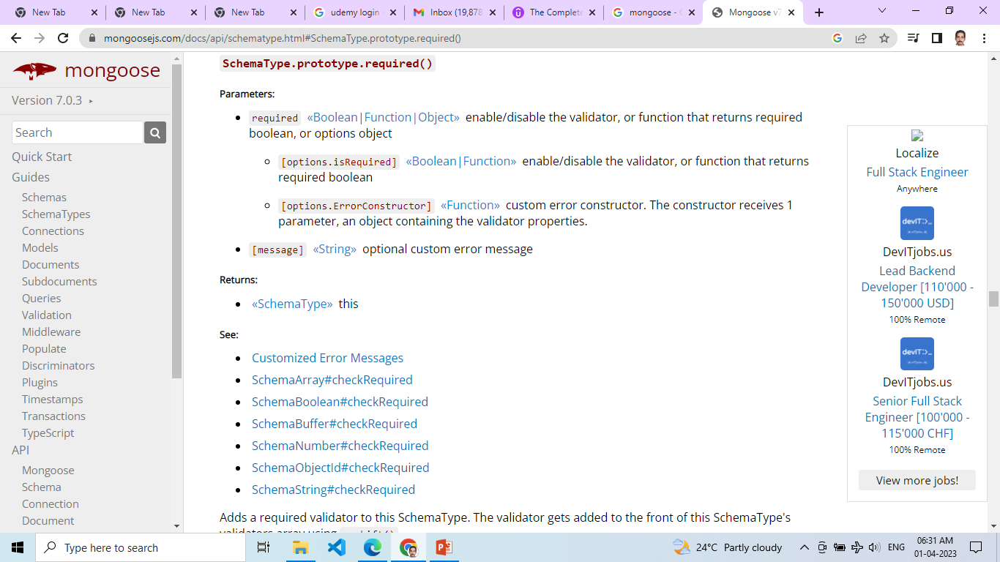 New Tab
New Tab
New Tab
udemy login -
Inbox (19,878
The Complete
mongoose -
Mongoose v7
mongoosejs.com/docs/api/schematype.html#SchemaType.prototype.required()
mongoose
Version 7.0.3
Search
Quick Start
Guides
Schemas
SchemaTypes
Connections
Models
Documents
Subdocuments
Queries
Validation
Middleware
Populate
Discriminators
Plugins
Timestamps
Transactions
TypeScript
API
Mongoose
Schema
Connection
Document
SchemaType.prototype.required()
Parameters:
required «Boolean|Function|Object» enable/disable the validator, or function that returns required
boolean, or options object
[options.isRequired] «Boolean|Function» enable/disable the validator, or function that returns
required boolean
[options.ErrorConstructor] «Function» custom error constructor. The constructor receives 1
parameter, an object containing the validator properties.
[message] «String» optional custom error message
Returns:
«SchemaType» this
See:
Customized Error Messages
SchemaArray#checkRequired
SchemaBoolean#checkRequired
SchemaBuffer#checkRequired
SchemaNumber#checkRequired
SchemaObjectId#checkRequired
SchemaString#checkRequired
Adds a required validator to this SchemaType. The validator gets added to the front of this SchemaType's
validators array using
Localize
Full Stack Engineer
Anywhere
devIT>_
DevITjobs.us
Lead Backend
Developer [110'000 -
150'000 USD]
100% Remote
devIT>_
DevITjobs.us
Senior Full Stack
Engineer [100'000 -
115'000 CHF]
100% Remote
View more jobs!
Type here to search
24°C Partly cloudy
ENG
06:31 AM
01-04-2023